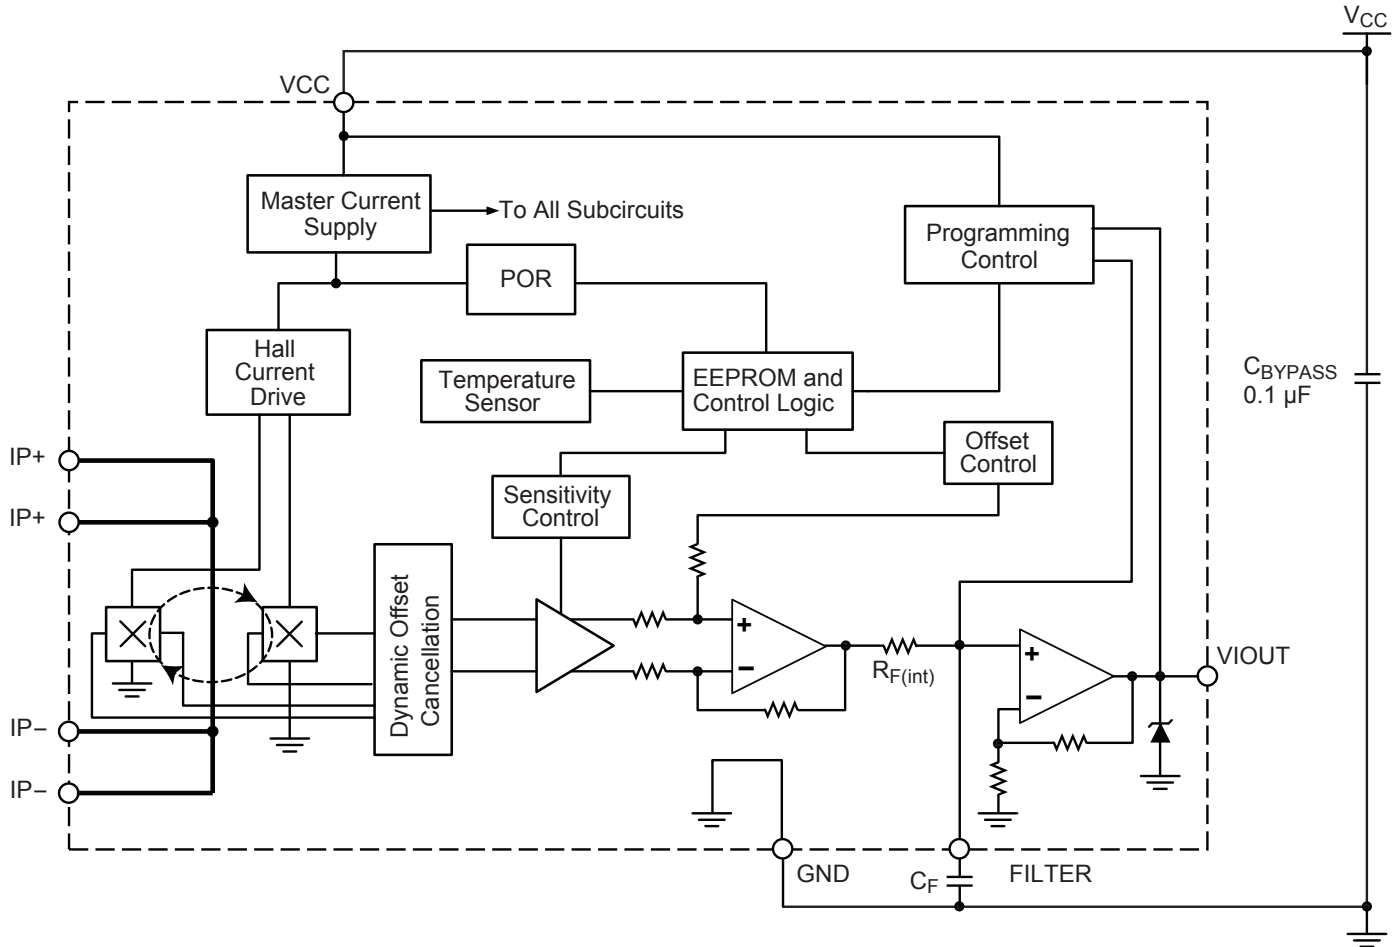 VCC
VCC
Master Current
Supply
To All Subcircuits
Programming
Control
POR
Hall
Current
Drive
Temperature
Sensor
EEPROM and
Control Logic
CBYPASS
0.1 µF
Offset
Control
IP+
IP+
Sensitivity
Control
Dynamic Offset
Cancellation
+
−
RF(int)
+
−
VIOUT
IP−
IP−
GND
CF
FILTER